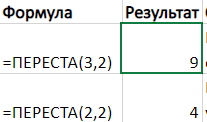 Формула Результат
=ПЕРЕСТА(3,2) 9
=ПЕРЕСТА(2,2) 4